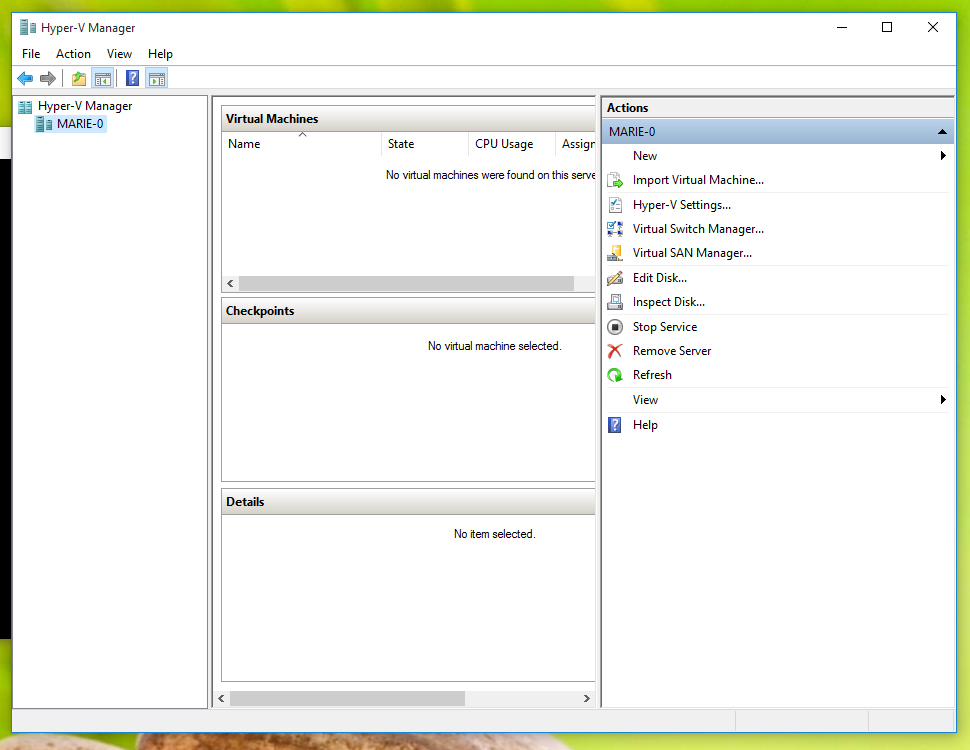 Hyper-V Manager
File Action View Help
Hyper-V Manager
MARIE-0
Virtual Machines
Name State CPU Usage Assign
No virtual machines were found on this serve
Checkpoints
No virtual machine selected.
Details
No item selected.
Actions
MARIE-0
New
Import Virtual Machine...
Hyper-V Settings...
Virtual Switch Manager...
Virtual SAN Manager...
Edit Disk...
Inspect Disk...
Stop Service
Remove Server
Refresh
View
Help